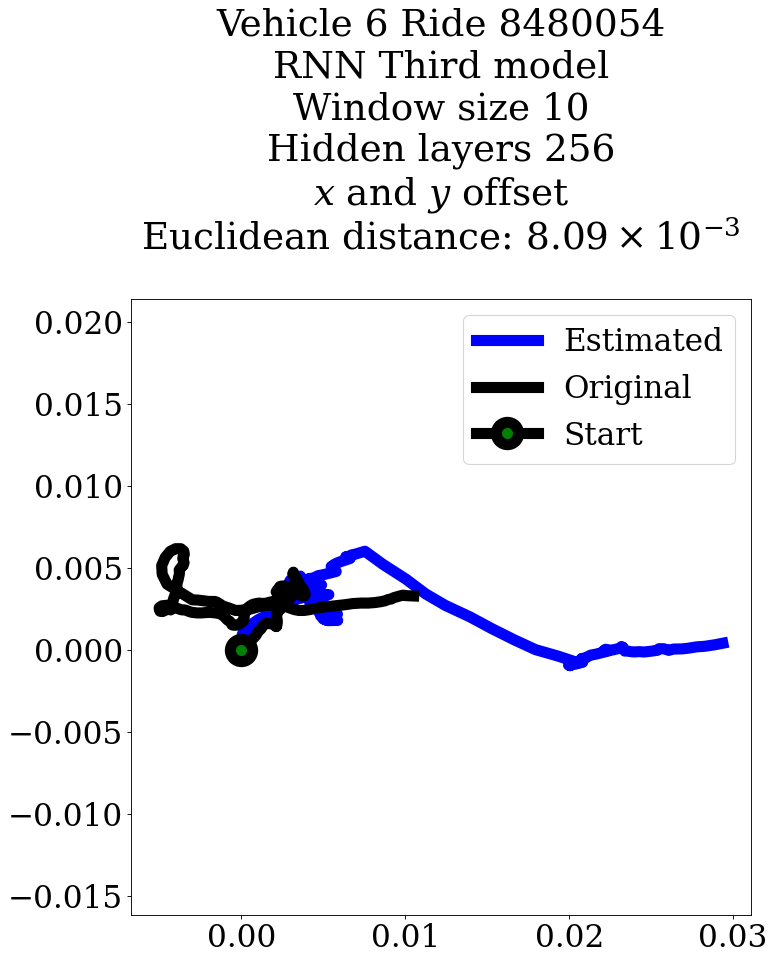 Vehicle 6 Ride 8480054
RNN Third model
Window size 10
Hidden layers 256
x and y offset
Euclidean distance: 8.09 × 10⁻³
Estimated
Original
Start
0.020
0.015
0.010
0.005
0.000
−0.005
−0.010
−0.015
0.00 0.01 0.02 0.03